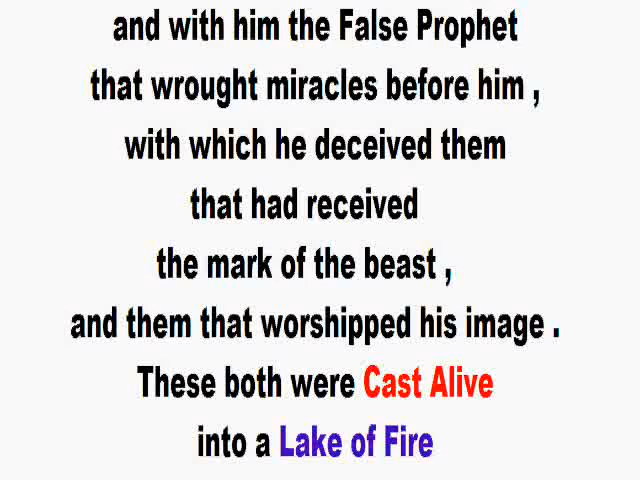 and with him the False Prophet
that wrought miracles before him ,
with which he deceived them
that had received
the mark of the beast ,
and them that worshipped his image .
These both were Cast Alive
into a Lake of Fire